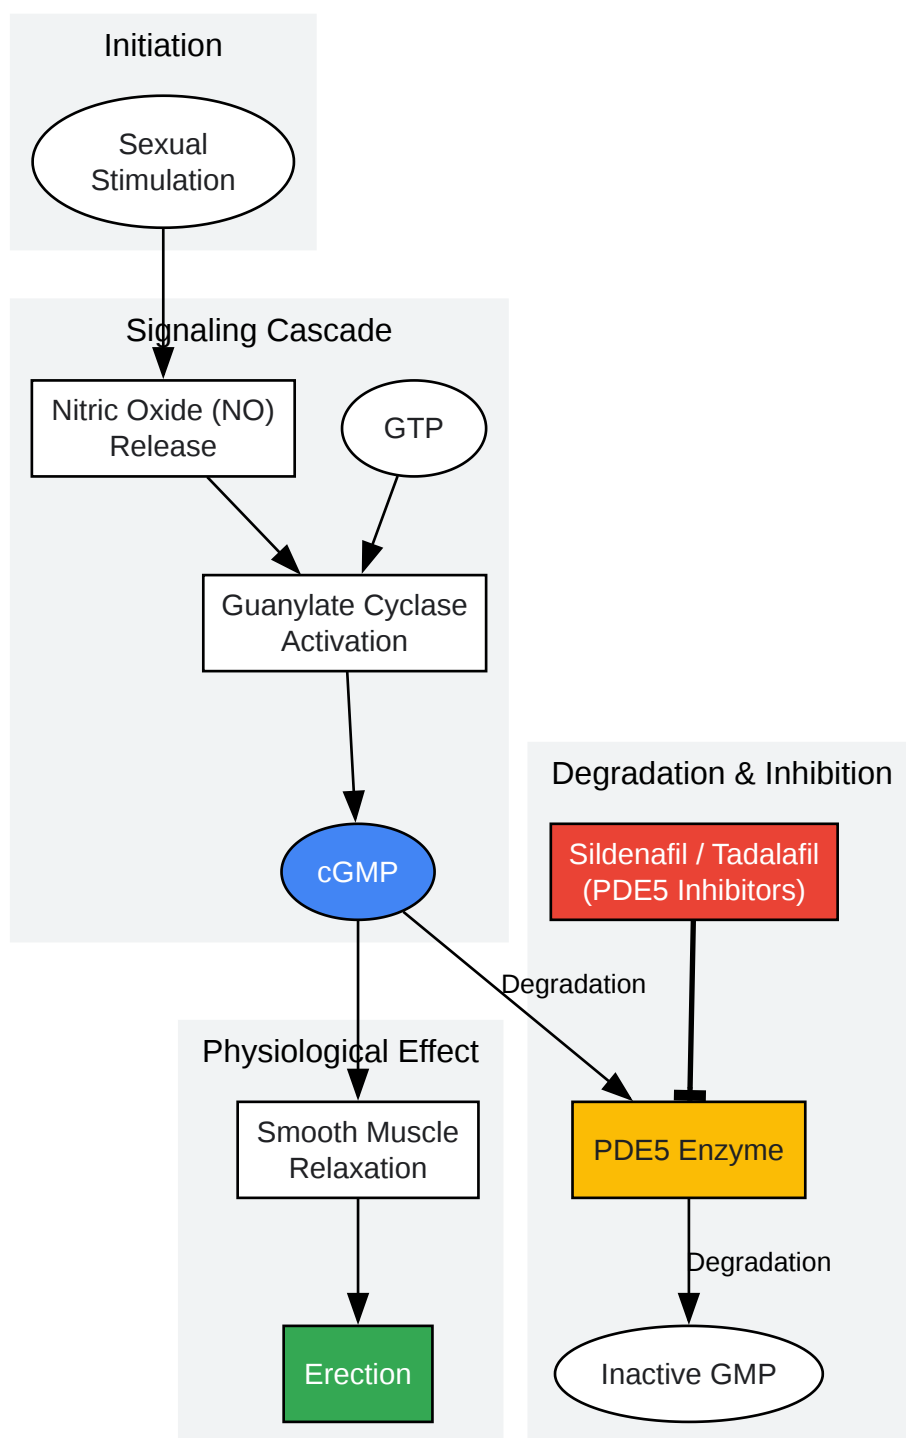 Initiation
Sexual
Stimulation
Signaling Cascade
Nitric Oxide (NO)
Release
GTP
Guanylate Cyclase
Activation
cGMP
Degradation & Inhibition
Sildenafil / Tadalafil
(PDE5 Inhibitors)
Degradation
Physiological Effect
Smooth Muscle
Relaxation
PDE5 Enzyme
Degradation
Erection
Inactive GMP